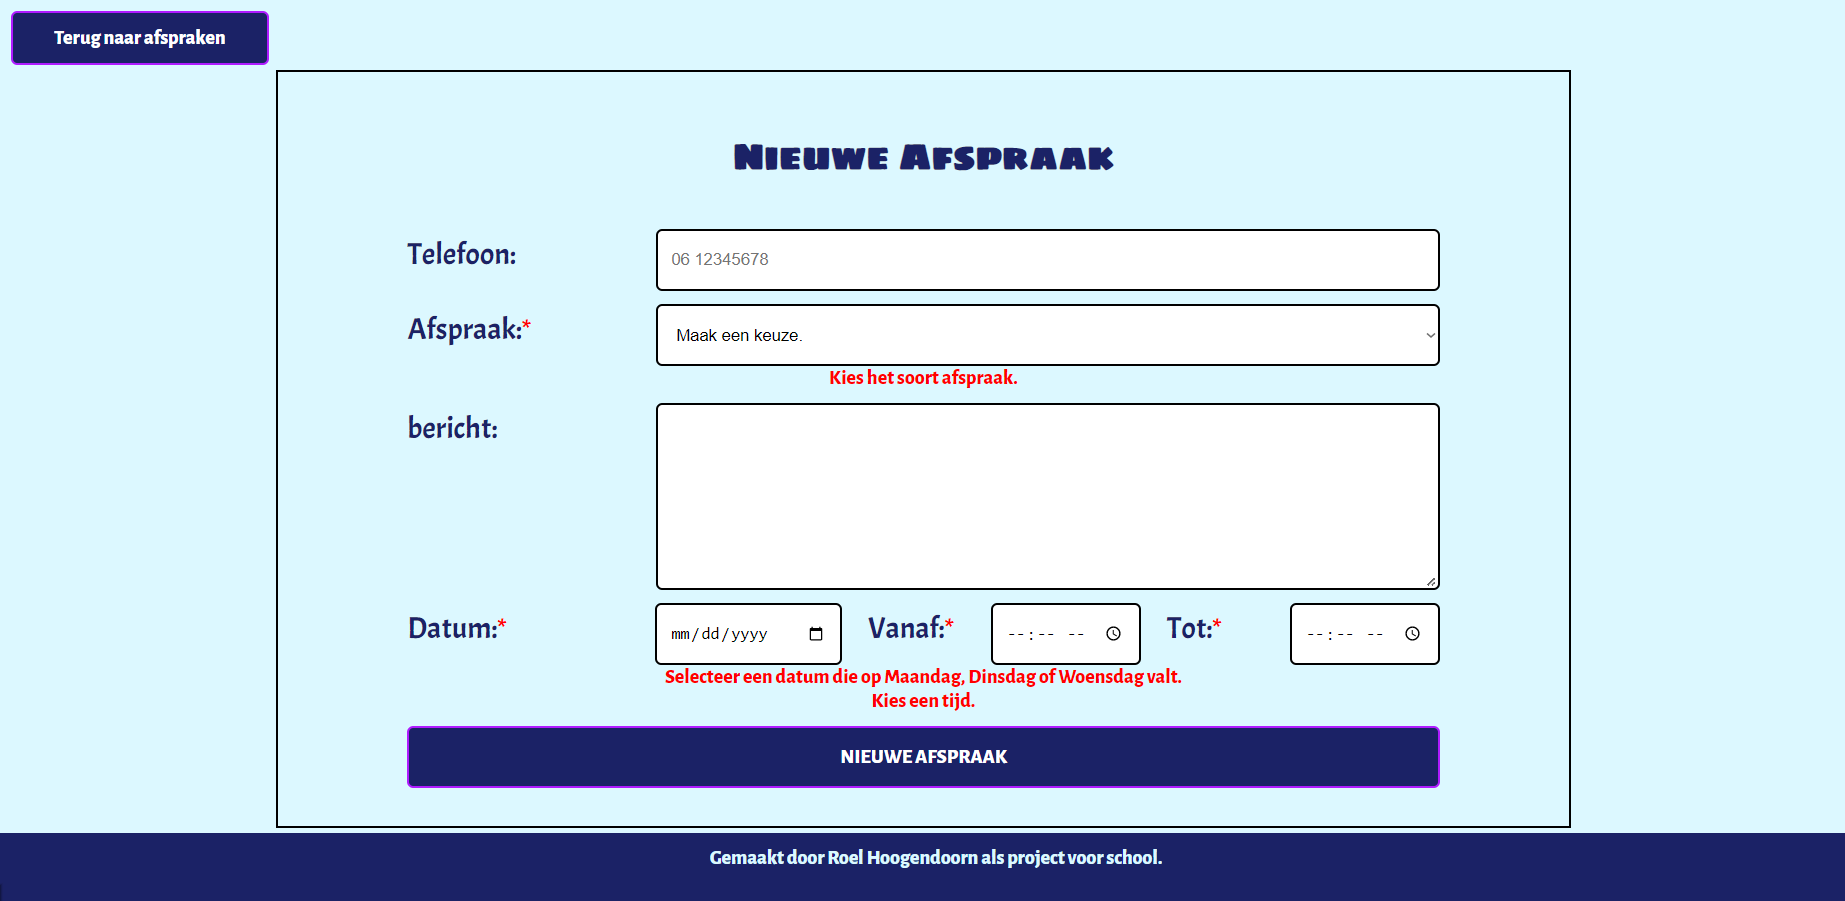 Terug naar afspraken
Nieuwe Afspraak
Telefoon:
06 12345678
Afspraak:*
Maak een keuze.
Kies het soort afspraak.
bericht:
Datum:* mm/dd/yyyy Vanaf:* --:-- -- Tot:* --:-- --
Selecteer een datum die op Maandag, Dinsdag of Woensdag valt.
Kies een tijd.
NIEUWE AFSPRAAK
Gemaakt door Roel Hoogendoorn als project voor school.